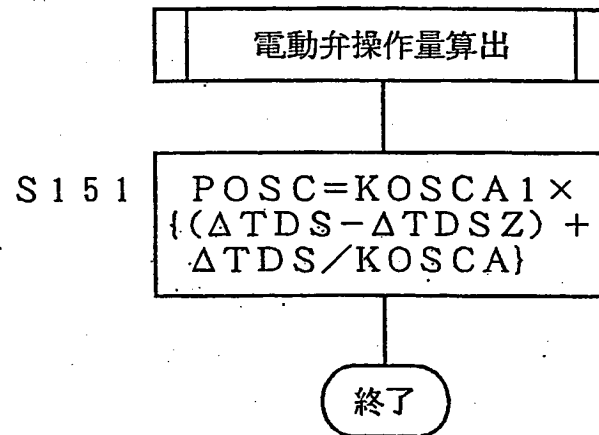 電動弁操作量算出
S151
POSC=KOSCA1×
{(ΔTDS-ΔTDSZ)+
ΔTDS/KOSCA}
終了